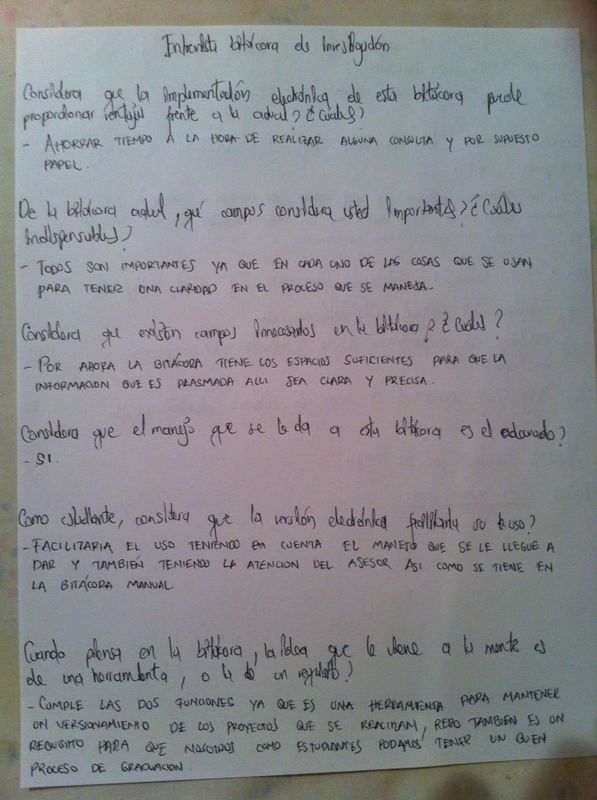 Entrevista bitácora de Investigación
Considera que la implementación electrónica de esta bitácora puede
proporcionar ventajas frente a la actual? ¿Cuáles?
- AHORRAR TIEMPO A LA HORA DE REALIZAR ALGUNA CONSULTA Y POR SUPUESTO
PAPEL.
De la bitácora actual, qué campos considera usted importantes? ¿Cuáles
indispensables?
- TODOS SON IMPORTANTES YA QUE EN CADA UNO DE LAS COSAS QUE SE USAN
PARA TENER UNA CLARIDAD EN EL PROCESO QUE SE MANEJA.
Considera que existen campos innecesarios en la bitácora? ¿Cuáles?
- POR AHORA LA BITÁCORA TIENE LOS ESPACIOS SUFICIENTES PARA QUE LA
INFORMACION QUE ES PLASMADA ALLI SEA CLARA Y PRECISA.
Considera que el manejo que se le da a esta bitácora es el adecuado?
- SI.
Como estudiante, considera que la versión electrónica facilitaría su uso?
- FACILITARIA EL USO TENIENDO EN CUENTA EL MANEJO QUE SE LE LLEGUE A
DAR Y TAMBIEN TENIENDO LA ATENCION DEL ASESOR ASI COMO SE TIENE EN
LA BITÁCORA MANUAL
Cuando piensa en la bitácora, la idea que le viene a la mente es
de una herramienta, o la de un requisito?
- CUMPLE LAS DOS FUNCIONES YA QUE ES UNA HERRAMIENTA PARA MANTENER
UN VERSIONAMIENTO DE LOS PROYECTOS QUE SE REALIZAN, PERO TAMBIEN ES UN
REQUISITO PARA QUE NOSOTROS COMO ESTUDIANTES PODAMOS TENER UN BUEN
PROCESO DE GRADUACION.